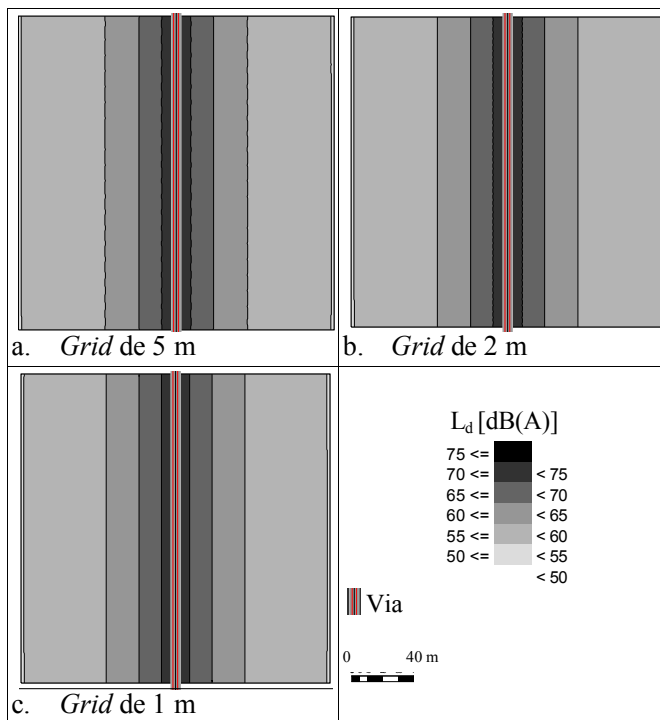 a. Grid de 5 m
b. Grid de 2 m
c. Grid de 1 m
L_d [dB(A)]
75 <=
70 <= < 75
65 <= < 70
60 <= < 65
55 <= < 60
50 <= < 55
< 50
Via
0 40 m